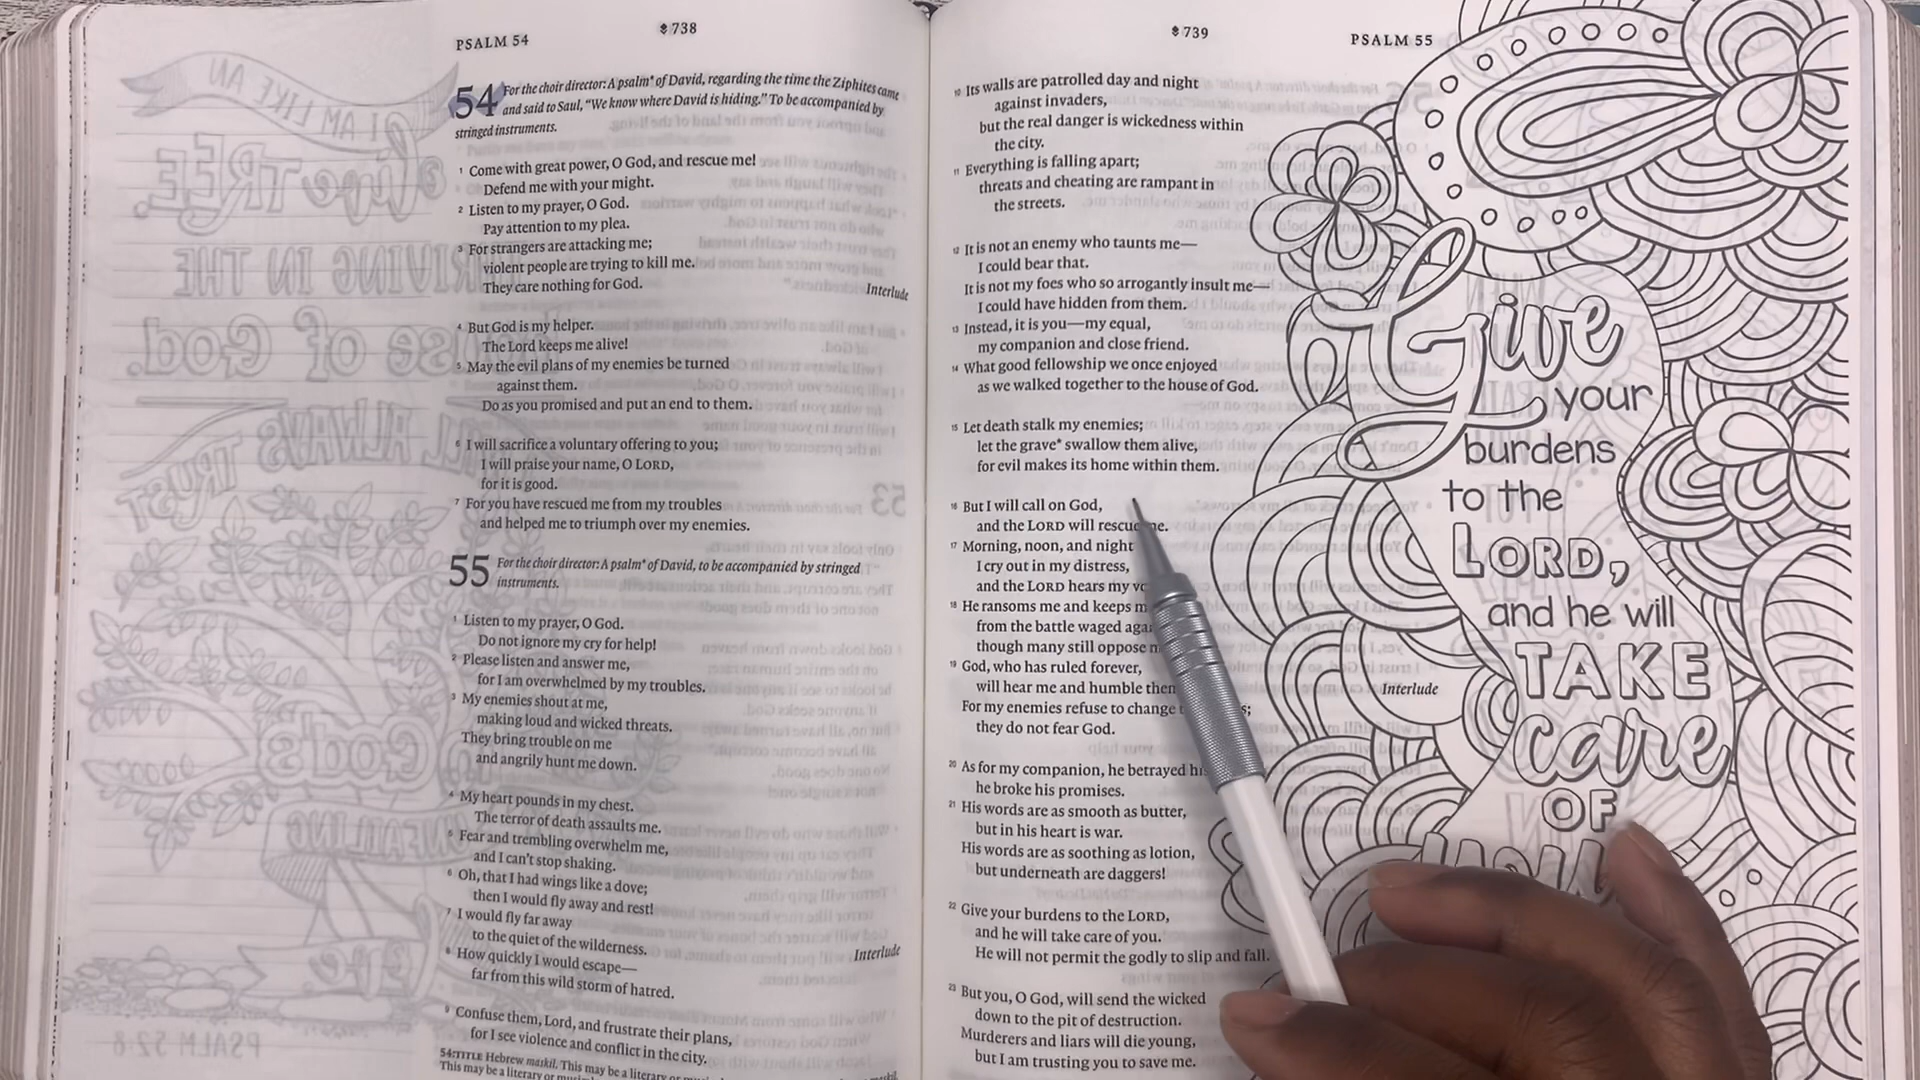 PSALM 54
738
54 For the choir director: A psalm* of David, regarding the time the Ziphites came
and said to Saul, “We know where David is hiding.” To be accompanied by
stringed instruments.
1 Come with great power, O God, and rescue me!
Defend me with your might.
2 Listen to my prayer, O God.
Pay attention to my plea.
3 For strangers are attacking me;
violent people are trying to kill me.
They care nothing for God.
Interlude
4 But God is my helper.
The Lord keeps me alive!
5 May the evil plans of my enemies be turned
against them.
Do as you promised and put an end to them.
6 I will sacrifice a voluntary offering to you;
I will praise your name, O LORD,
for it is good.
7 For you have rescued me from my troubles
and helped me to triumph over my enemies.
55 For the choir director: A psalm* of David, to be accompanied by stringed
instruments.
1 Listen to my prayer, O God.
Do not ignore my cry for help!
2 Please listen and answer me,
for I am overwhelmed by my troubles.
3 My enemies shout at me,
making loud and wicked threats.
They bring trouble on me
and angrily hunt me down.
4 My heart pounds in my chest.
The terror of death assaults me.
5 Fear and trembling overwhelm me,
and I can’t stop shaking.
6 Oh, that I had wings like a dove;
then I would fly away and rest!
7 I would fly far away
to the quiet of the wilderness.
Interlude
8 How quickly I would escape—
far from this wild storm of hatred.
9 Confuse them, Lord, and frustrate their plans,
for I see violence and conflict in the city.
54:TITLE Hebrew maskil. This may be a literary or
This may be a literary or
739
PSALM 55
10 Its walls are patrolled day and night
against invaders,
but the real danger is wickedness within
the city.
11 Everything is falling apart;
threats and cheating are rampant in
the streets.
12 It is not an enemy who taunts me—
I could bear that.
It is not my foes who so arrogantly insult me—
I could have hidden from them.
13 Instead, it is you—my equal,
my companion and close friend.
14 What good fellowship we once enjoyed
as we walked together to the house of God.
15 Let death stalk my enemies;
let the grave* swallow them alive,
for evil makes its home within them.
16 But I will call on God,
and the LORD will rescue me.
17 Morning, noon, and night
I cry out in my distress,
and the LORD hears my
18 He ransoms me and keeps
from the battle waged
though many still oppose
19 God, who has ruled forever,
will hear me and humble
Interlude
For my enemies refuse to change
they do not fear God.
20 As for my companion, he betrayed
he broke his promises.
21 His words are as smooth as butter,
but in his heart is war.
His words are as soothing as lotion,
but underneath are daggers!
22 Give your burdens to the LORD,
and he will take care of you.
He will not permit the godly to slip and fall.
23 But you, O God, will send the wicked
down to the pit of destruction.
Murderers and liars will die young,
but I am trusting you to save me.
Give
your
burdens
to the
LORD,
and he will
TAKE
care
OF